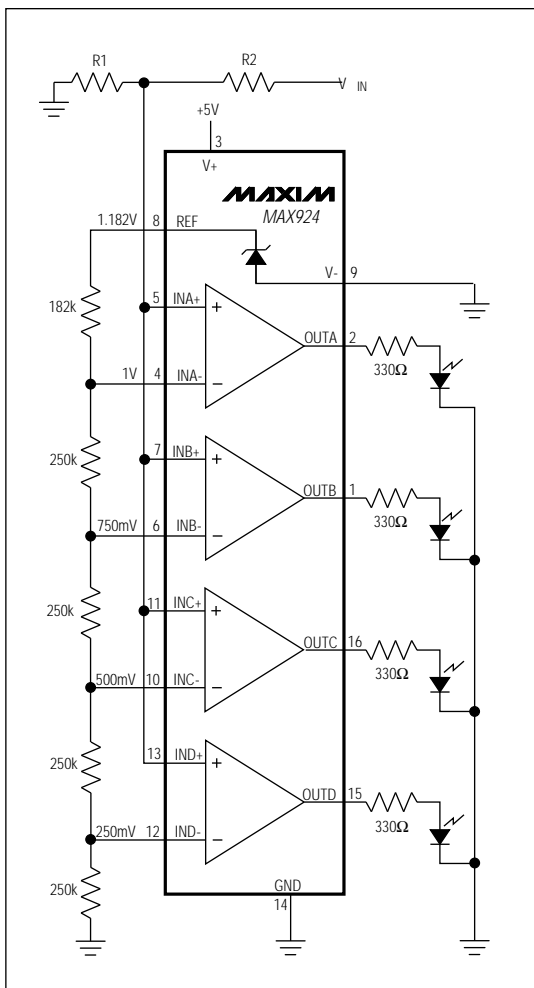 R1 R2
V IN
+5V
3
V+
MAXIM
MAX924
1.182V 8 REF
V- 9
182k
5 INA+ +
OUTA 2
330Ω
1V 4 INA- −
7 INB+ +
250k
OUTB 1
330Ω
750mV 6 INB- −
11 INC+ +
250k
OUTC 16
330Ω
500mV 10 INC- −
13 IND+ +
250k
OUTD 15
330Ω
250mV 12 IND- −
250k
GND
14